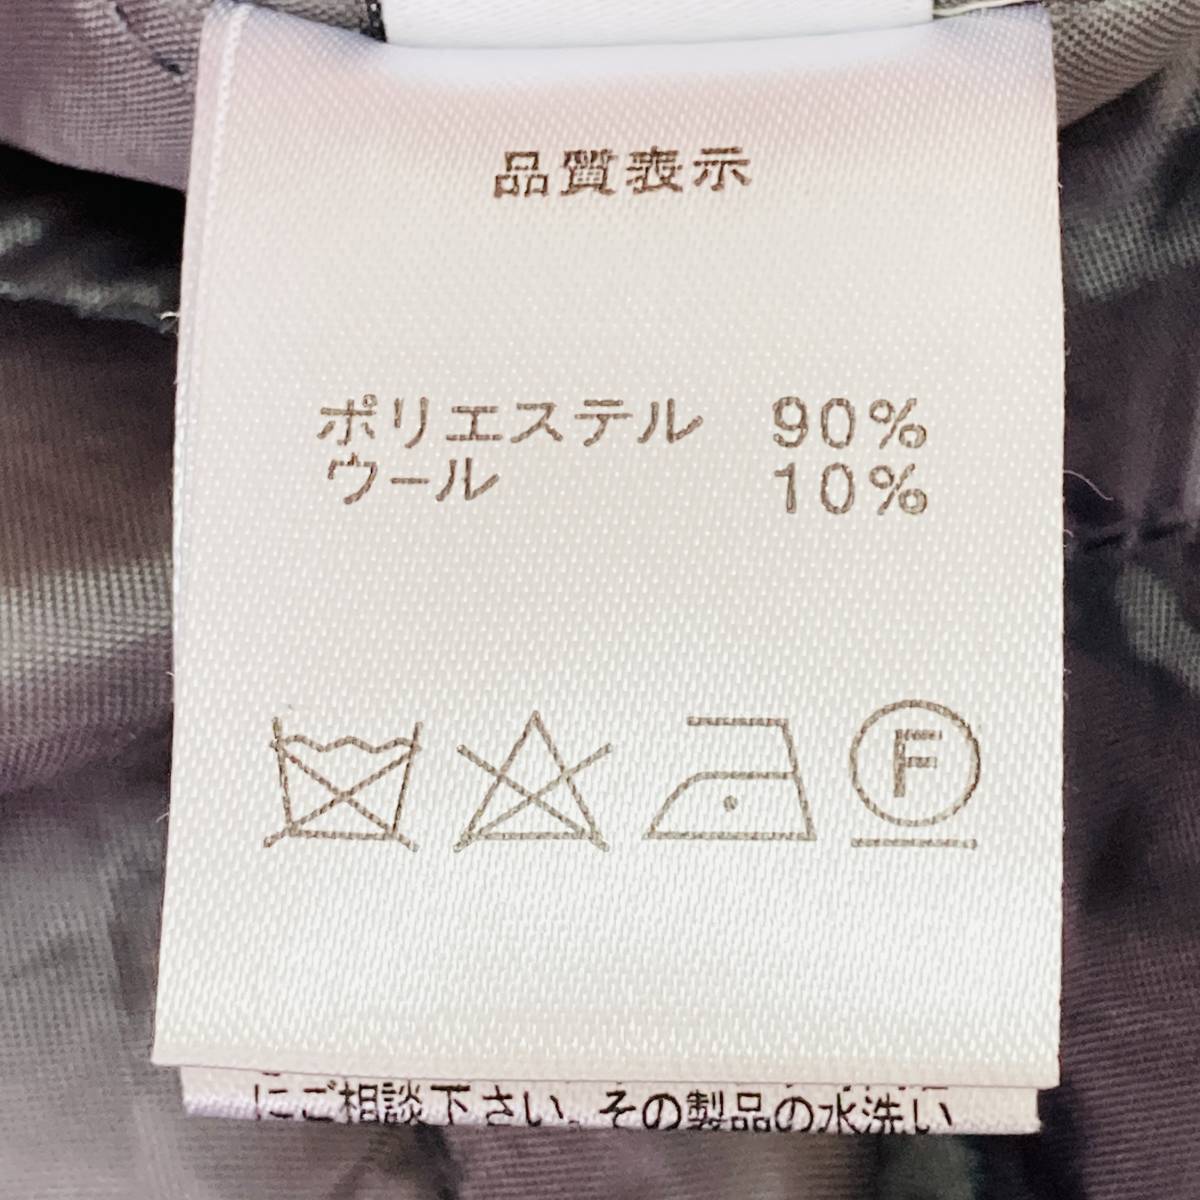 品質表示
ポリエステル 90%
ウール 10%
F
にご相談下さい。その製品の水洗い